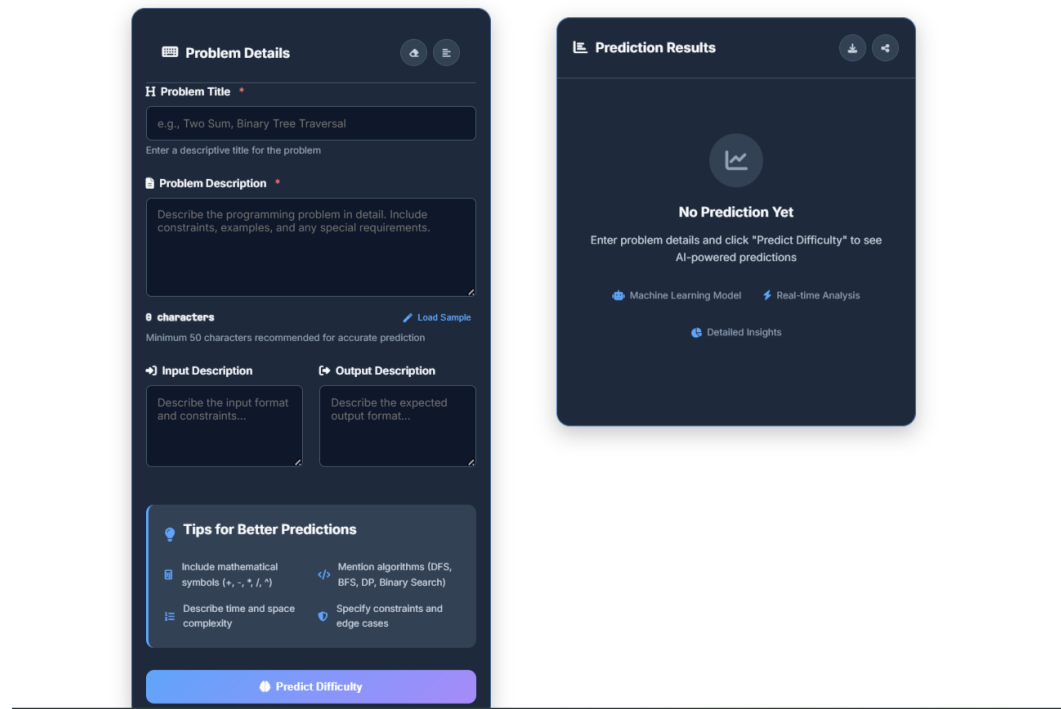 Problem Details
Problem Title *
e.g., Two Sum, Binary Tree Traversal
Enter a descriptive title for the problem
Problem Description *
Describe the programming problem in detail. Include
constraints, examples, and any special requirements.
0 characters
Load Sample
Minimum 50 characters recommended for accurate prediction
Input Description
Describe the input format
and constraints...
Output Description
Describe the expected
output format...
Tips for Better Predictions
Include mathematical
symbols (+, -, *, /, ^)
Mention algorithms (DFS,
BFS, DP, Binary Search)
Describe time and space
complexity
Specify constraints and
edge cases
Predict Difficulty
Prediction Results
No Prediction Yet
Enter problem details and click "Predict Difficulty" to see
AI-powered predictions
Machine Learning Model
Real-time Analysis
Detailed Insights